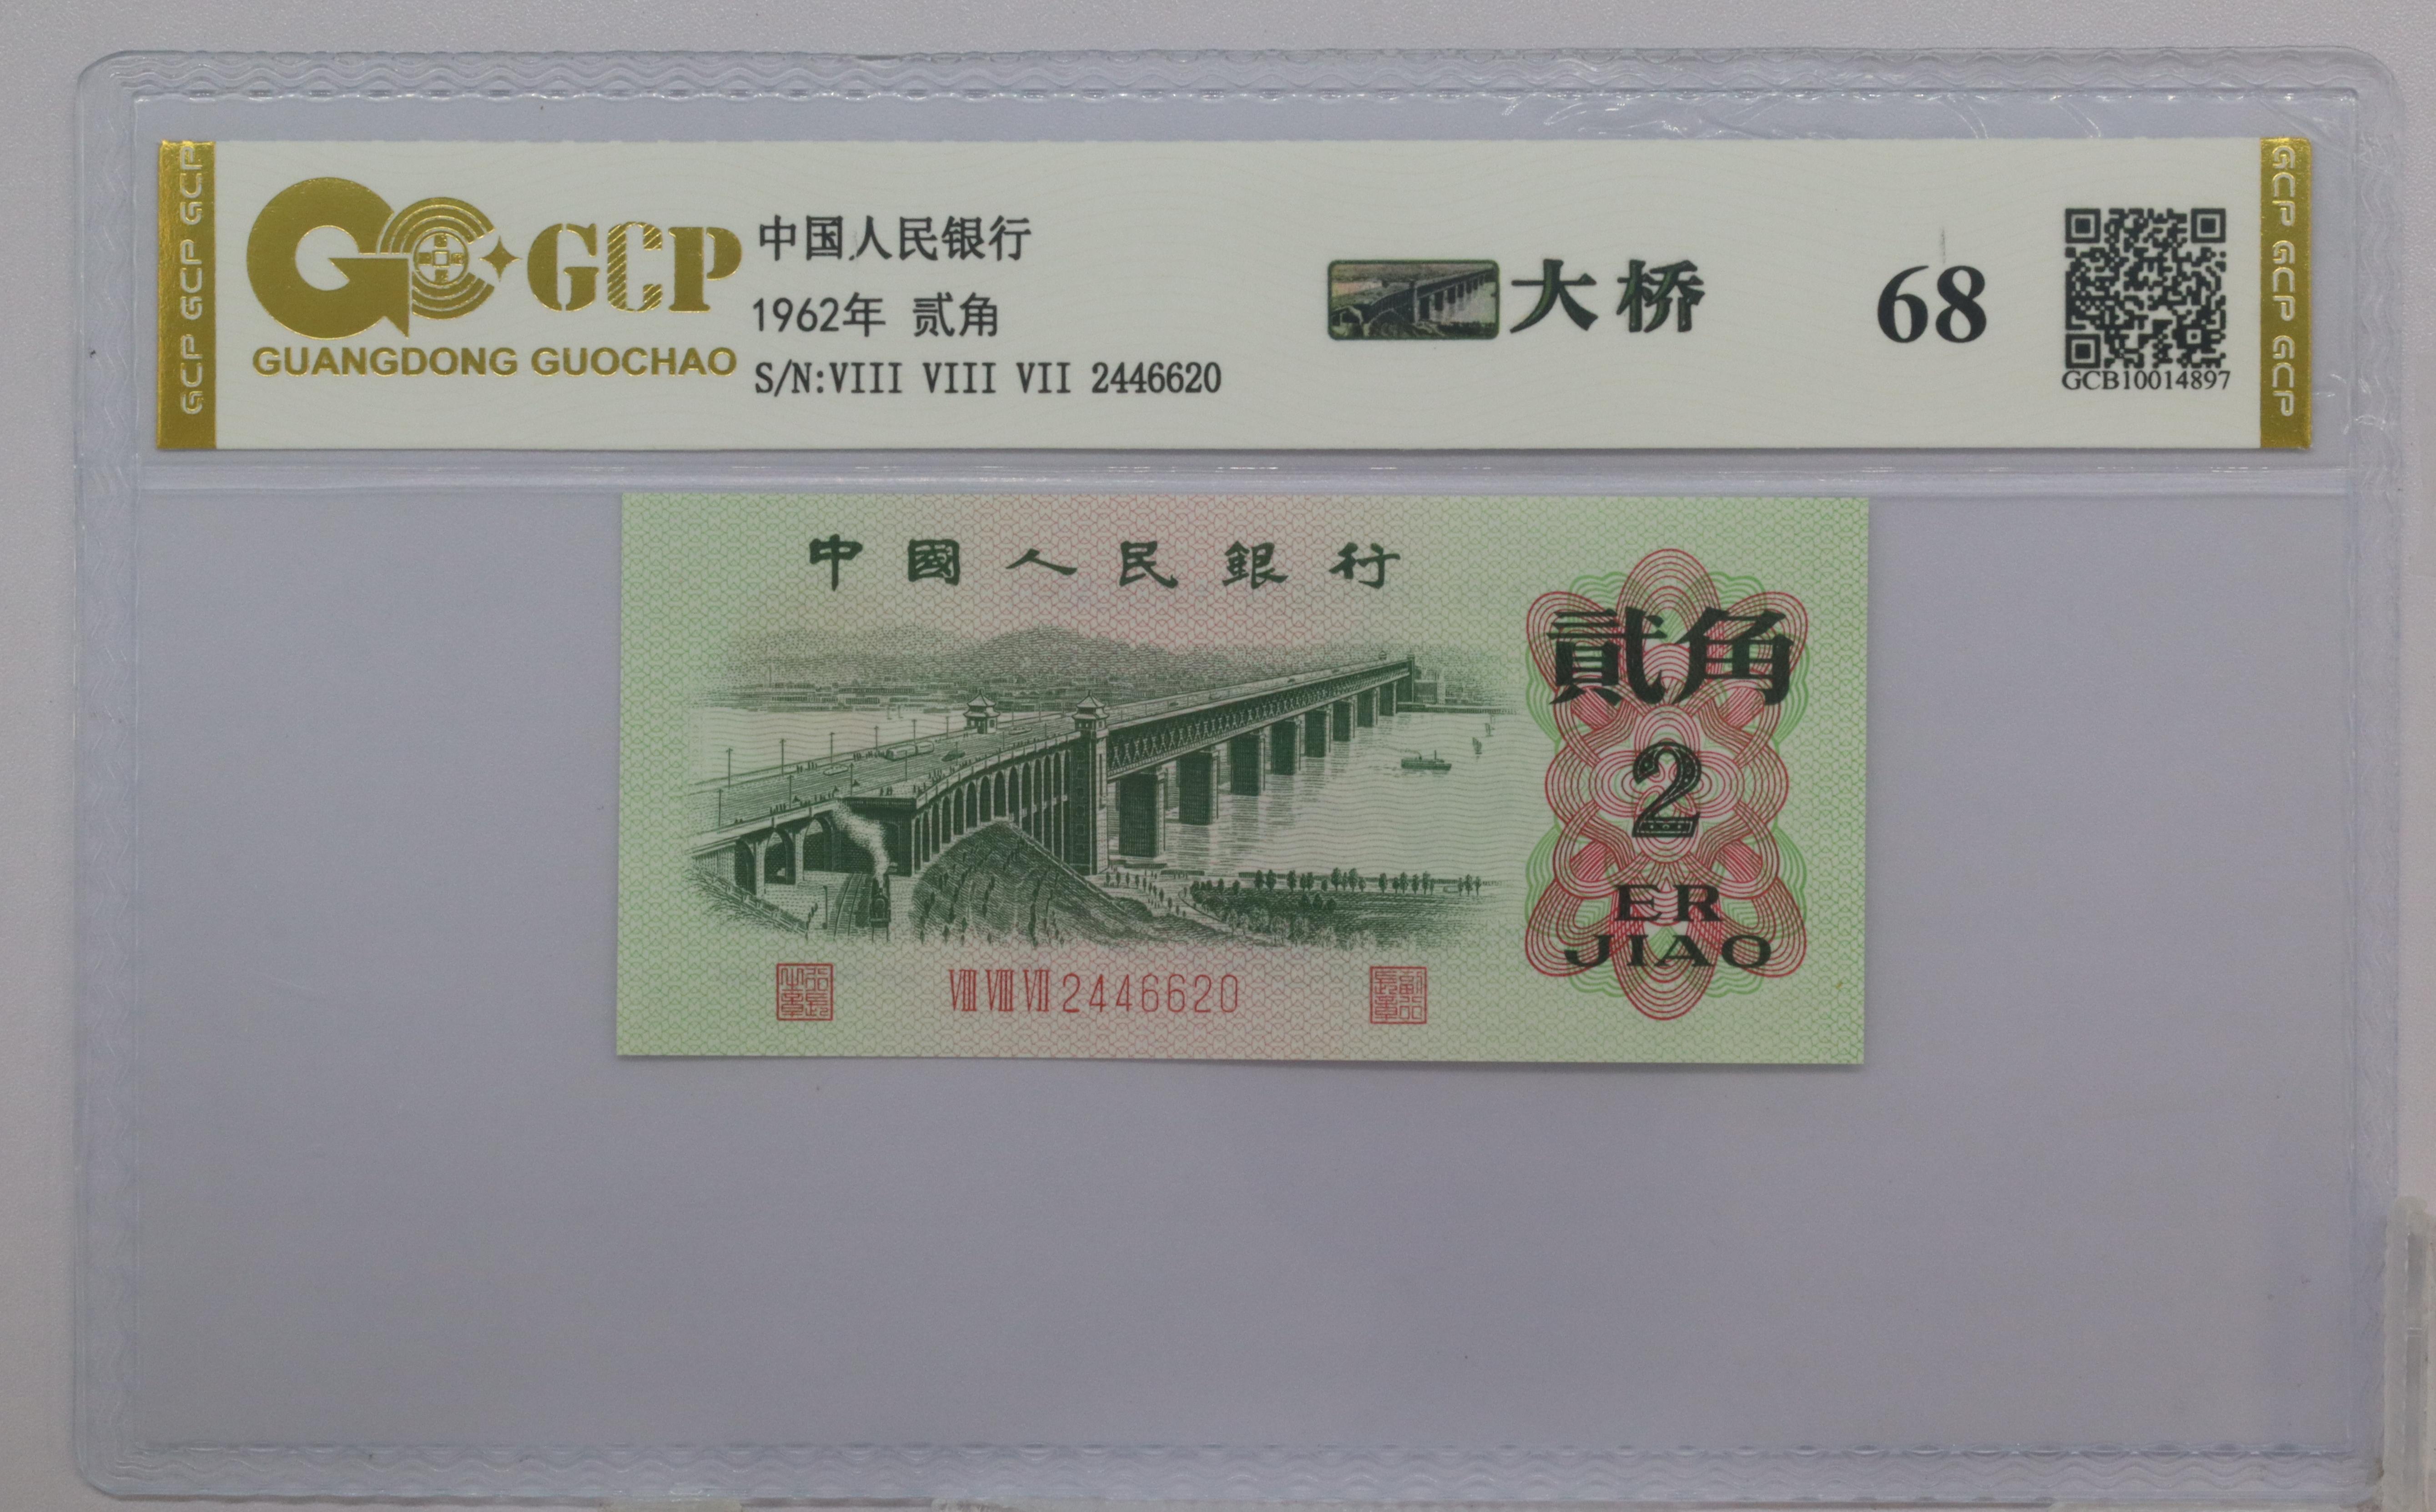 GCP GCP GCP
GCP
GUANGDONG GUOCHAO
中国人民银行
1962年 贰角
S/N:VIII VIII VII 2446620
大桥
68
GCB10014897
GCP GCP GCP
中國人民銀行
貳角
2
ER
JIAO
VIII VIII VII 2446620